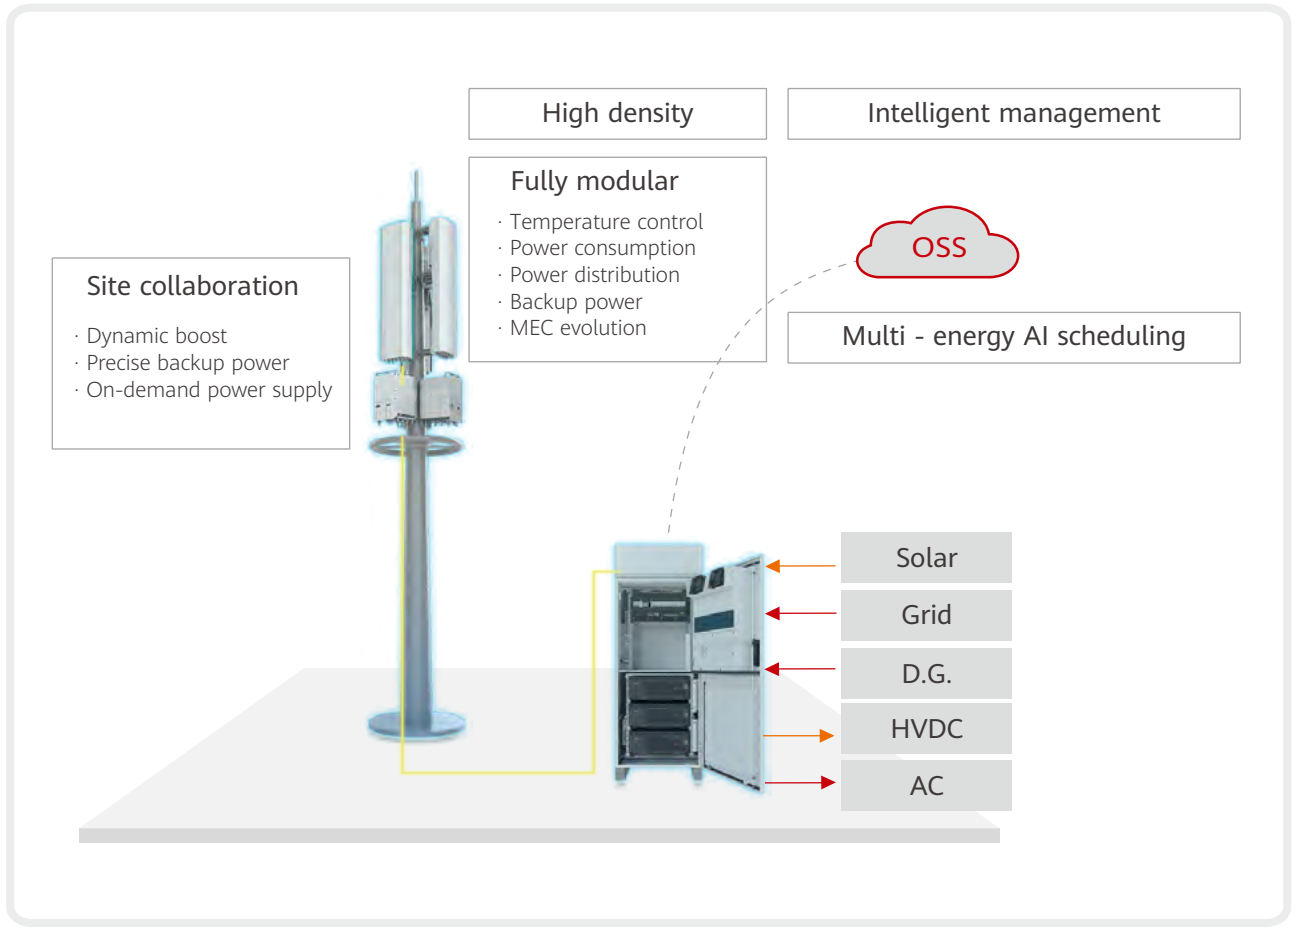 High density
Intelligent management
Fully modular
· Temperature control
· Power consumption
· Power distribution
· Backup power
· MEC evolution
OSS
Site collaboration
· Dynamic boost
· Precise backup power
· On-demand power supply
Multi - energy AI scheduling
Solar
Grid
D.G.
HVDC
AC